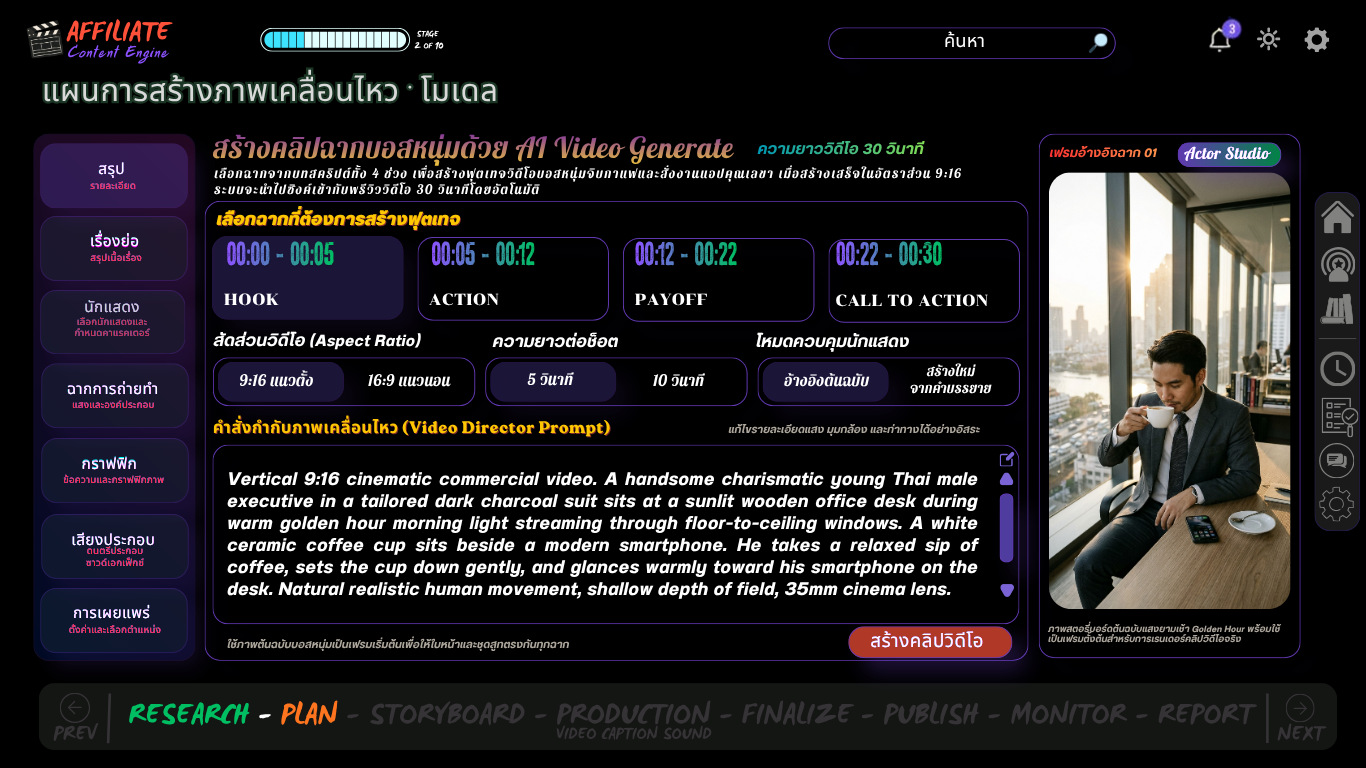 AFFILIATE
Content Engine
STAGE
2 OF 10
ค้นหา
3
แผนการสร้างภาพเคลื่อนไหว · โมเดล
สรุป
รายละเอียด
เรื่องย่อ
สรุปเนื้อเรื่อง
นักแสดง
เลือกนักแสดงและ
กำหนดคาแรคเตอร์
ฉากการถ่ายทำ
แสงและองค์ประกอบ
กราฟฟิก
ข้อความและกราฟฟิกภาพ
เสียงประกอบ
ดนตรีประกอบ
ซาวด์เอกเฟ็กซ์
การเผยแพร่
ตั้งค่าและเลือกตำแหน่ง
สร้างคลิปฉากบอสหนุ่มด้วย AI Video Generate
ความยาววิดีโอ 30 วินาที
เลือกฉากจากบทสคริปต์ทั้ง 4 ช่วง เพื่อสร้างฟุตเทจวิดีโอบอสหนุ่มจิบกาแฟและสั่งงานแอปคุณเลขา เมื่อสร้างเสร็จในอัตราส่วน 9:16
ระบบจะนำไปซิงค์เข้ากับพรีวิววิดีโอ 30 วินาทีโดยอัตโนมัติ
เลือกฉากที่ต้องการสร้างฟุตเทจ
00:00 - 00:05
HOOK
00:05 - 00:12
ACTION
00:12 - 00:22
PAYOFF
00:22 - 00:30
CALL TO ACTION
สัดส่วนวิดีโอ (Aspect Ratio)
9:16 แนวตั้ง
16:9 แนวนอน
ความยาวต่อช็อต
5 วินาที
10 วินาที
โหมดควบคุมนักแสดง
อ้างอิงต้นฉบับ
สร้างใหม่
จากคำบรรยาย
คำสั่งกำกับภาพเคลื่อนไหว (Video Director Prompt)
แก้ไขรายละเอียดแสง มุมกล้อง และท่าทางได้อย่างอิสระ
Vertical 9:16 cinematic commercial video. A handsome charismatic young Thai male
executive in a tailored dark charcoal suit sits at a sunlit wooden office desk during
warm golden hour morning light streaming through floor-to-ceiling windows. A white
ceramic coffee cup sits beside a modern smartphone. He takes a relaxed sip of
coffee, sets the cup down gently, and glances warmly toward his smartphone on the
desk. Natural realistic human movement, shallow depth of field, 35mm cinema lens.
ใช้ภาพต้นฉบับบอสหนุ่มเป็นเฟรมเริ่มต้นเพื่อให้ใบหน้าและชุดสูทตรงกันทุกฉาก
สร้างคลิปวิดีโอ
เฟรมอ้างอิงฉาก 01
Actor Studio
ภาพสตอรี่บอร์ดต้นฉบับแสงยามเช้า Golden Hour พร้อมใช้
เป็นเฟรมตั้งต้นสำหรับการเรนเดอร์คลิปวิดีโอจริง
PREV
RESEARCH - PLAN - STORYBOARD - PRODUCTION - FINALIZE - PUBLISH - MONITOR - REPORT
VIDEO CAPTION SOUND
NEXT